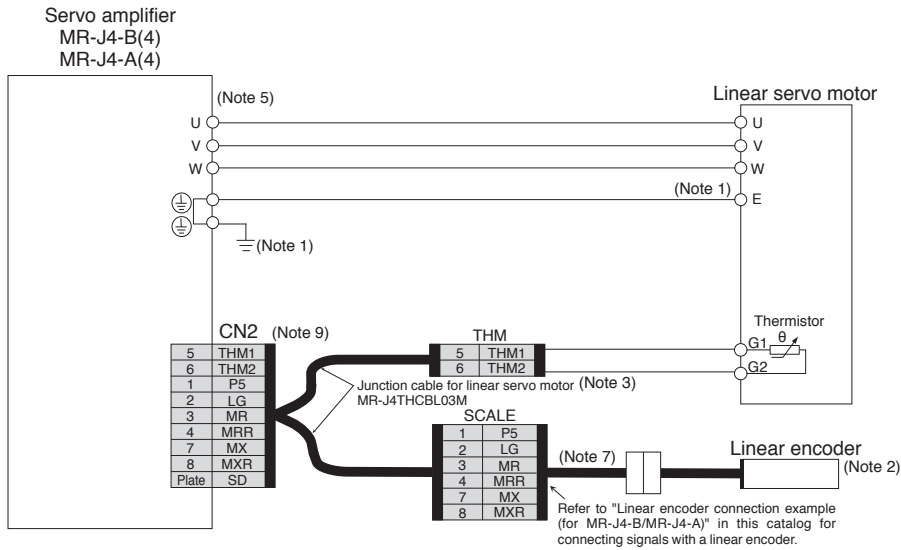 Servo amplifier
MR-J4-B(4)
MR-J4-A(4)
(Note 5)
Linear servo motor
U
U
V
V
W
W
(Note 1)
E
(Note 1)
Thermistor
θ
G1
G2
CN2 (Note 9)
5 THM1
6 THM2
1 P5
2 LG
3 MR
4 MRR
7 MX
8 MXR
Plate SD
THM
5 THM1
6 THM2
Junction cable for linear servo motor (Note 3)
MR-J4THCBL03M
SCALE
1 P5
2 LG
3 MR
4 MRR
7 MX
8 MXR
(Note 7)
Linear encoder
(Note 2)
Refer to "Linear encoder connection example
(for MR-J4-B/MR-J4-A)" in this catalog for
connecting signals with a linear encoder.